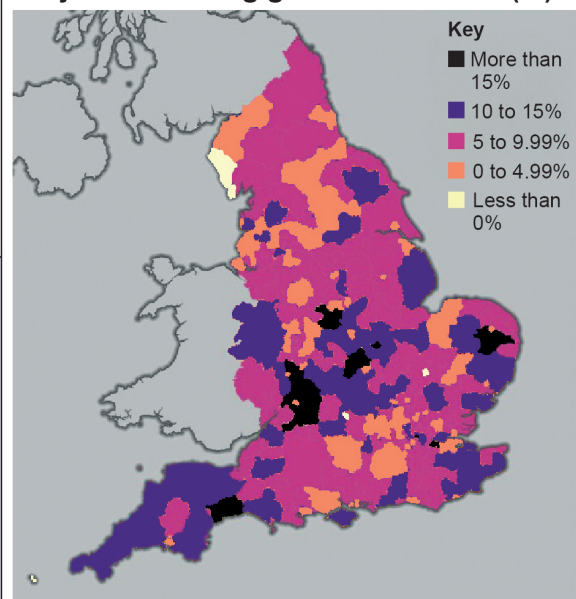 Key
More than
15%
10 to 15%
5 to 9.99%
0 to 4.99%
Less than
0%